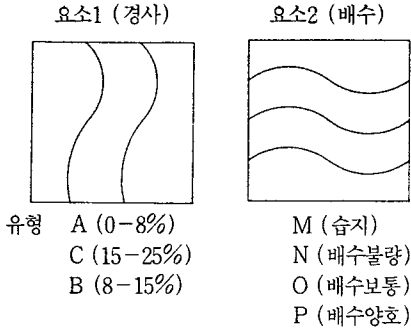 요소1 (경사)
요소2 (배수)
유형 A (0-8%)
C (15-25%)
B (8-15%)
M (습지)
N (배수불량)
O (배수보통)
P (배수양호)